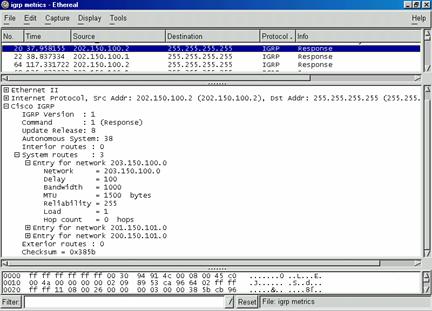 igrp metrics - Ethereal
File Edit Capture Display Tools Help
No. Time Source Destination Protocol . Info
20 37.958155 202.150.100.2 255.255.255.255 IGRP Response
22 38.837334 202.150.100.1 255.255.255.255 IGRP Response
64 117.331722 202.150.100.2 255.255.255.255 IGRP Response
Ethernet II
Internet Protocol, Src Addr: 202.150.100.2 (202.150.100.2), Dst Addr: 255.255.255.255 (255.255.
Cisco IGRP
IGRP Version : 1
Command : 1 (Response)
Update Release: 8
Autonomous System: 38
Interior routes : 0
System routes : 3
Entry for network 203.150.100.0
Network = 203.150.100.0
Delay = 100
Bandwidth = 1000
MTU = 1500 bytes
Reliability = 255
Load = 1
Hop count = 0 hops
Entry for network 201.150.101.0
Entry for network 200.150.101.0
Exterior routes : 0
Checksum = 0x385b
0000 ff ff ff ff ff ff 00 30 94 91 4c 00 08 00 45 c0
0010 00 4a 00 00 00 00 02 09 89 53 ca 96 64 02 ff ff
0020 ff ff 11 08 00 26 00 00 00 03 00 00 38 5b cb 96
Filter: Reset File: igrp metrics